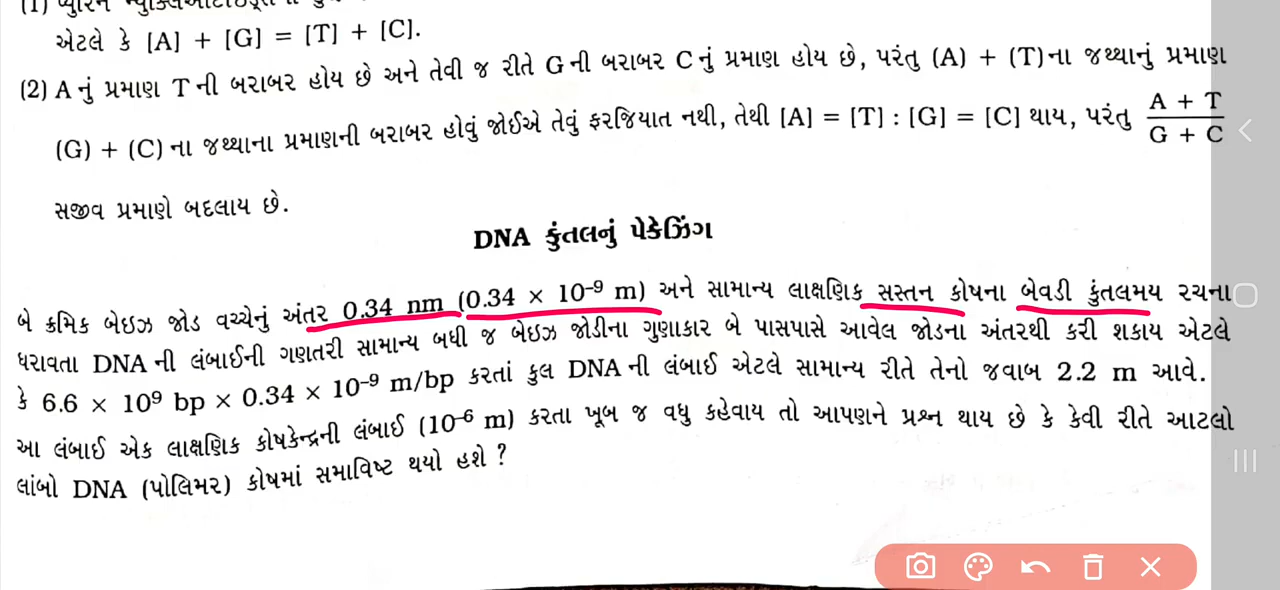 (1) પ્યુરિન
એટલે કે [A] + [G] = [T] + [C].
(2) A નું પ્રમાણ T ની બરાબર હોય છે અને તેવી જ રીતે G ની બરાબર C નું પ્રમાણ હોય છે, પરંતુ (A) + (T)ના જથ્થાનું પ્રમાણ
(G) + (C) ના જથ્થાના પ્રમાણની બરાબર હોવું જોઈએ તેવું ફરજિયાત નથી, તેથી [A] = [T] : [G] = [C] થાય, પરંતુ A + T / G + C
સજીવ પ્રમાણે બદલાય છે.
DNA કુંતલનું પેકેઝિંગ
બે ક્રમિક બેઇઝ જોડ વચ્ચેનું અંતર 0.34 nm (0.34 × 10⁻⁹ m) અને સામાન્ય લાક્ષણિક સસ્તન કોષના બેવડી કુંતલમય રચના
ધરાવતા DNA ની લંબાઈની ગણતરી સામાન્ય બધી જ બેઇઝ જોડીના ગુણાકાર બે પાસપાસે આવેલ જોડના અંતરથી કરી શકાય એટલે
કે 6.6 × 10⁹ bp × 0.34 × 10⁻⁹ m/bp કરતાં કુલ DNA ની લંબાઈ એટલે સામાન્ય રીતે તેનો જવાબ 2.2 m આવે.
આ લંબાઈ એક લાક્ષણિક કોષકેન્દ્રની લંબાઈ (10⁻⁶ m) કરતા ખૂબ જ વધુ કહેવાય તો આપણને પ્રશ્ન થાય છે કે કેવી રીતે આટલો
લાંબો DNA (પોલિમર) કોષમાં સમાવિષ્ટ થયો હશે ?